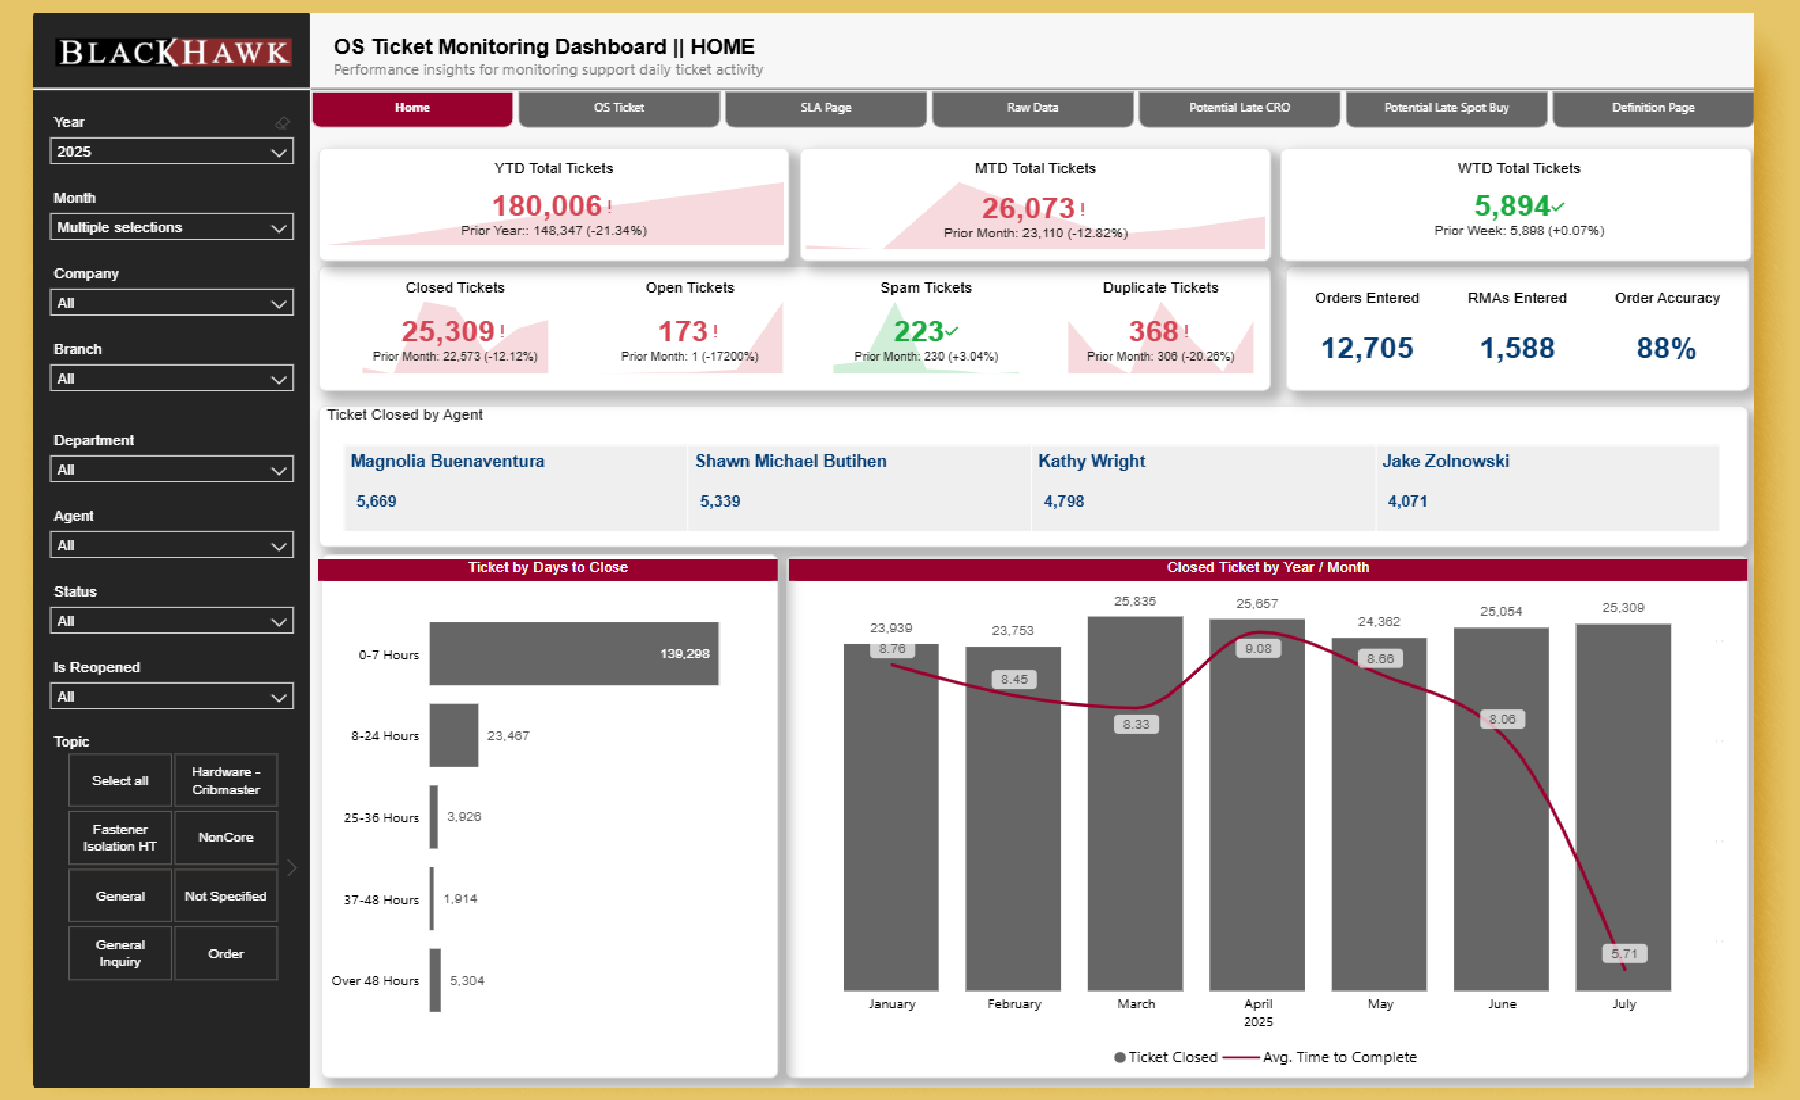 BLACKHAWK
OS Ticket Monitoring Dashboard || HOME
Performance insights for monitoring support daily ticket activity
Home
OS Ticket
SLA Page
Raw Data
Potential Late CRO
Potential Late Spot Buy
Definition Page
Year
2025
Month
Multiple selections
Company
All
Branch
All
Department
All
Agent
All
Status
All
Is Reopened
All
Topic
Select all
Hardware - Cribmaster
Fastener Isolation HT
NonCore
General
Not Specified
General Inquiry
Order
YTD Total Tickets
180,006!
Prior Year:: 148,347 (-21.34%)
MTD Total Tickets
26,073!
Prior Month: 23,110 (-12.82%)
WTD Total Tickets
5,894✓
Prior Week: 5,898 (+0.07%)
Closed Tickets
25,309!
Prior Month: 22,573 (-12.12%)
Open Tickets
173!
Prior Month: 1 (-17200%)
Spam Tickets
223✓
Prior Month: 230 (+3.04%)
Duplicate Tickets
368!
Prior Month: 306 (-20.26%)
Orders Entered
12,705
RMAs Entered
1,588
Order Accuracy
88%
Ticket Closed by Agent
Magnolia Buenaventura
5,669
Shawn Michael Butihen
5,339
Kathy Wright
4,798
Jake Zolnowski
4,071
Ticket by Days to Close
0-7 Hours
139,298
8-24 Hours
23,467
25-36 Hours
3,926
37-48 Hours
1,914
Over 48 Hours
5,304
Closed Ticket by Year / Month
23,939
23,753
25,835
25,657
24,362
25,054
25,309
8.76
8.45
8.33
9.08
8.66
8.06
5.71
January
February
March
April
May
June
July
2025
Ticket Closed
Avg. Time to Complete